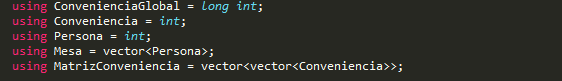 using ConvenienciaGlobal = long int;
using Conveniencia = int;
using Persona = int;
using Mesa = vector<Persona>;
using MatrizConveniencia = vector<vector<Conveniencia>>;